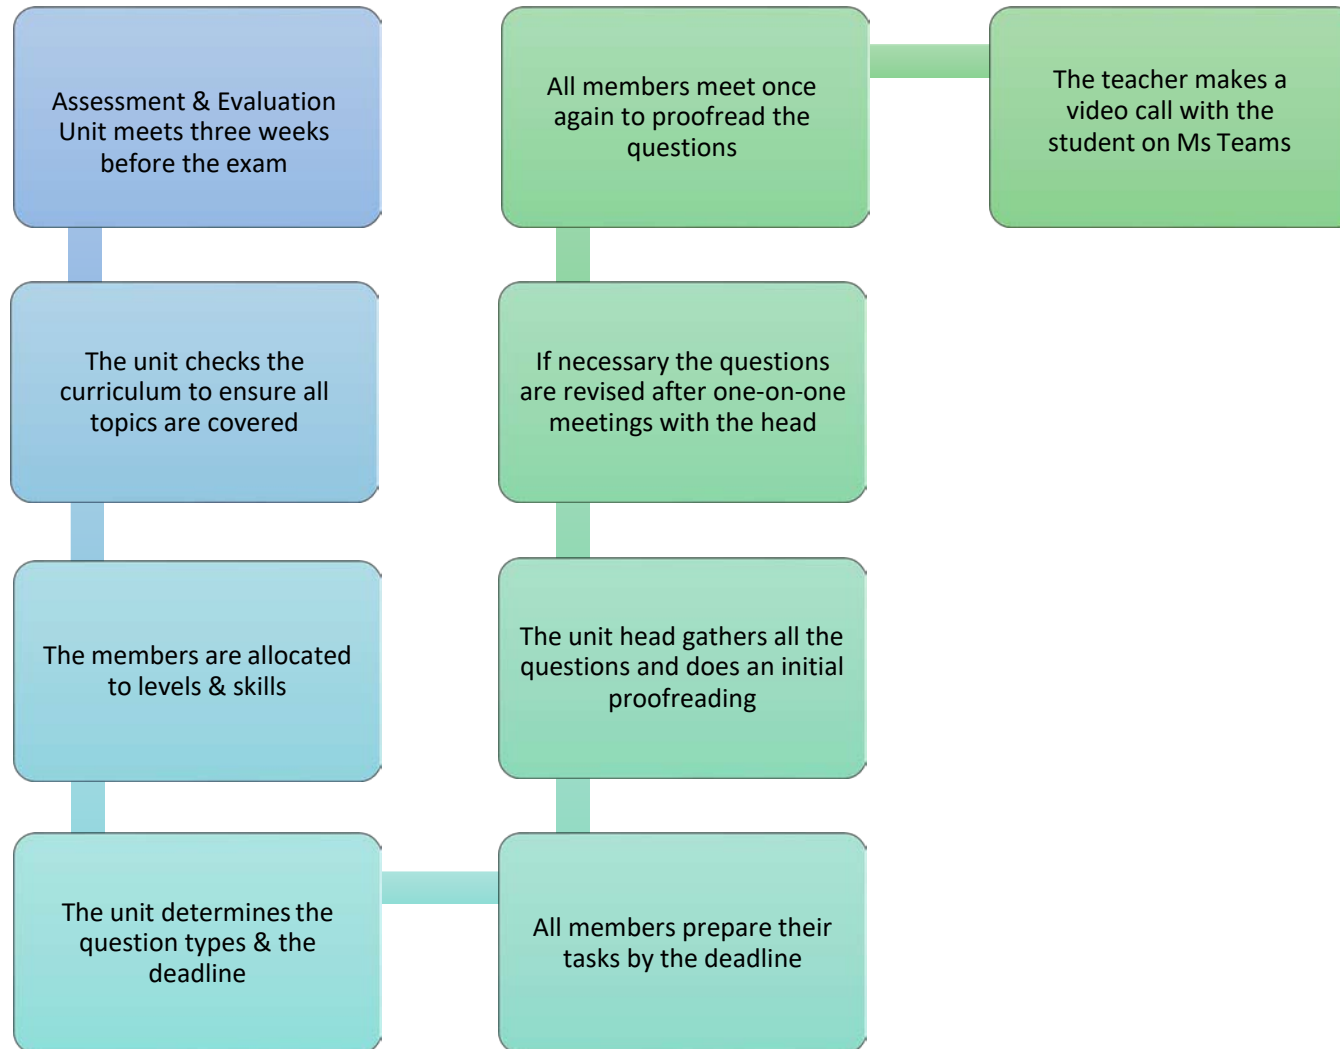 Assessment & Evaluation
Unit meets three weeks
before the exam
The unit checks the
curriculum to ensure all
topics are covered
The members are allocated
to levels & skills
The unit determines the
question types & the
deadline
All members prepare their
tasks by the deadline
The unit head gathers all the
questions and does an initial
proofreading
If necessary the questions
are revised after one-on-one
meetings with the head
All members meet once
again to proofread the
questions
The teacher makes a
video call with the
student on Ms Teams